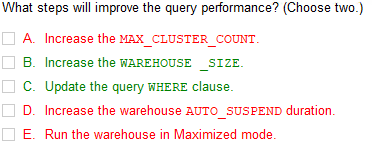 What steps will improve the query performance? (Choose two.)
A. Increase the MAX_CLUSTER_COUNT.
B. Increase the WAREHOUSE _SIZE.
C. Update the query WHERE clause.
D. Increase the warehouse AUTO_SUSPEND duration.
E. Run the warehouse in Maximized mode.